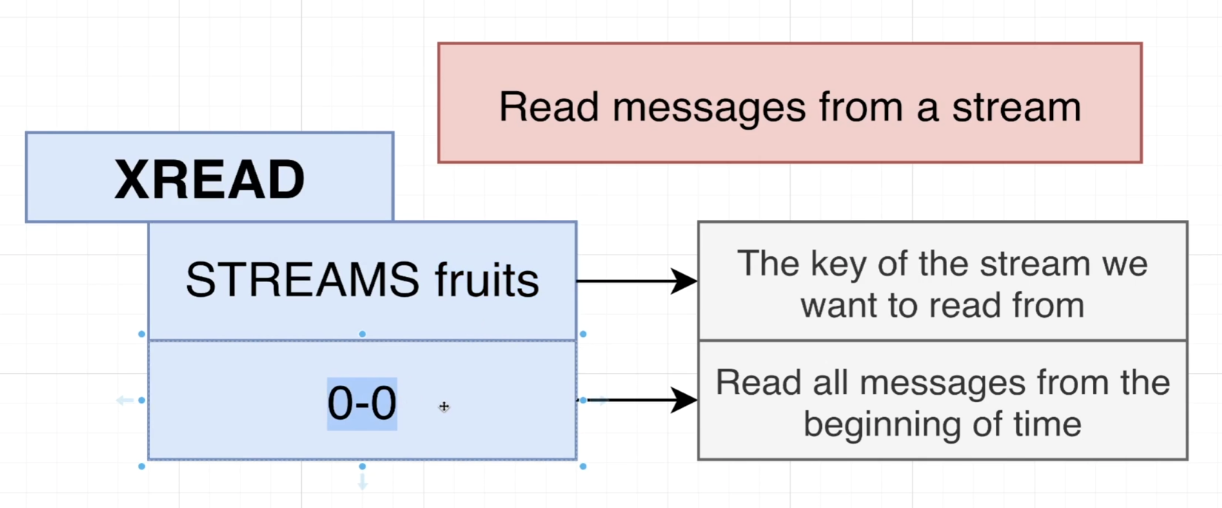 Read messages from a stream
XREAD
STREAMS fruits
The key of the stream we
want to read from
0-0
Read all messages from the
beginning of time